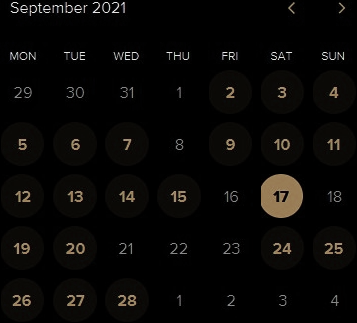 September 2021
MON TUE WED THU FRI SAT SUN
29 30 31 1 2 3 4
5 6 7 8 9 10 11
12 13 14 15 16 17 18
19 20 21 22 23 24 25
26 27 28 1 2 3 4